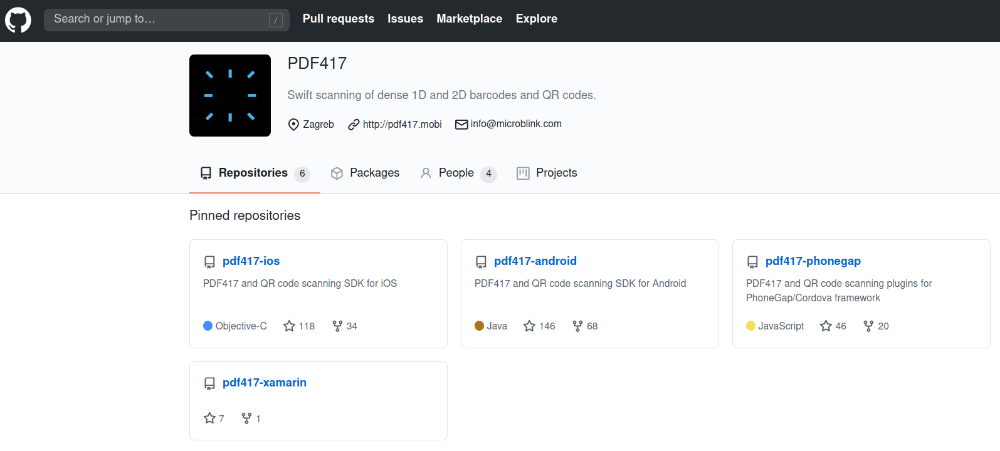 Search or jump to… / Pull requests Issues Marketplace Explore
PDF417
Swift scanning of dense 1D and 2D barcodes and QR codes.
Zagreb http://pdf417.mobi info@microblink.com
Repositories 6 Packages People 4 Projects
Pinned repositories
pdf417-ios
PDF417 and QR code scanning SDK for iOS
Objective-C 118 34
pdf417-android
PDF417 and QR code scanning SDK for Android
Java 146 68
pdf417-phonegap
PDF417 and QR code scanning plugins for
PhoneGap/Cordova framework
JavaScript 46 20
pdf417-xamarin
7 1